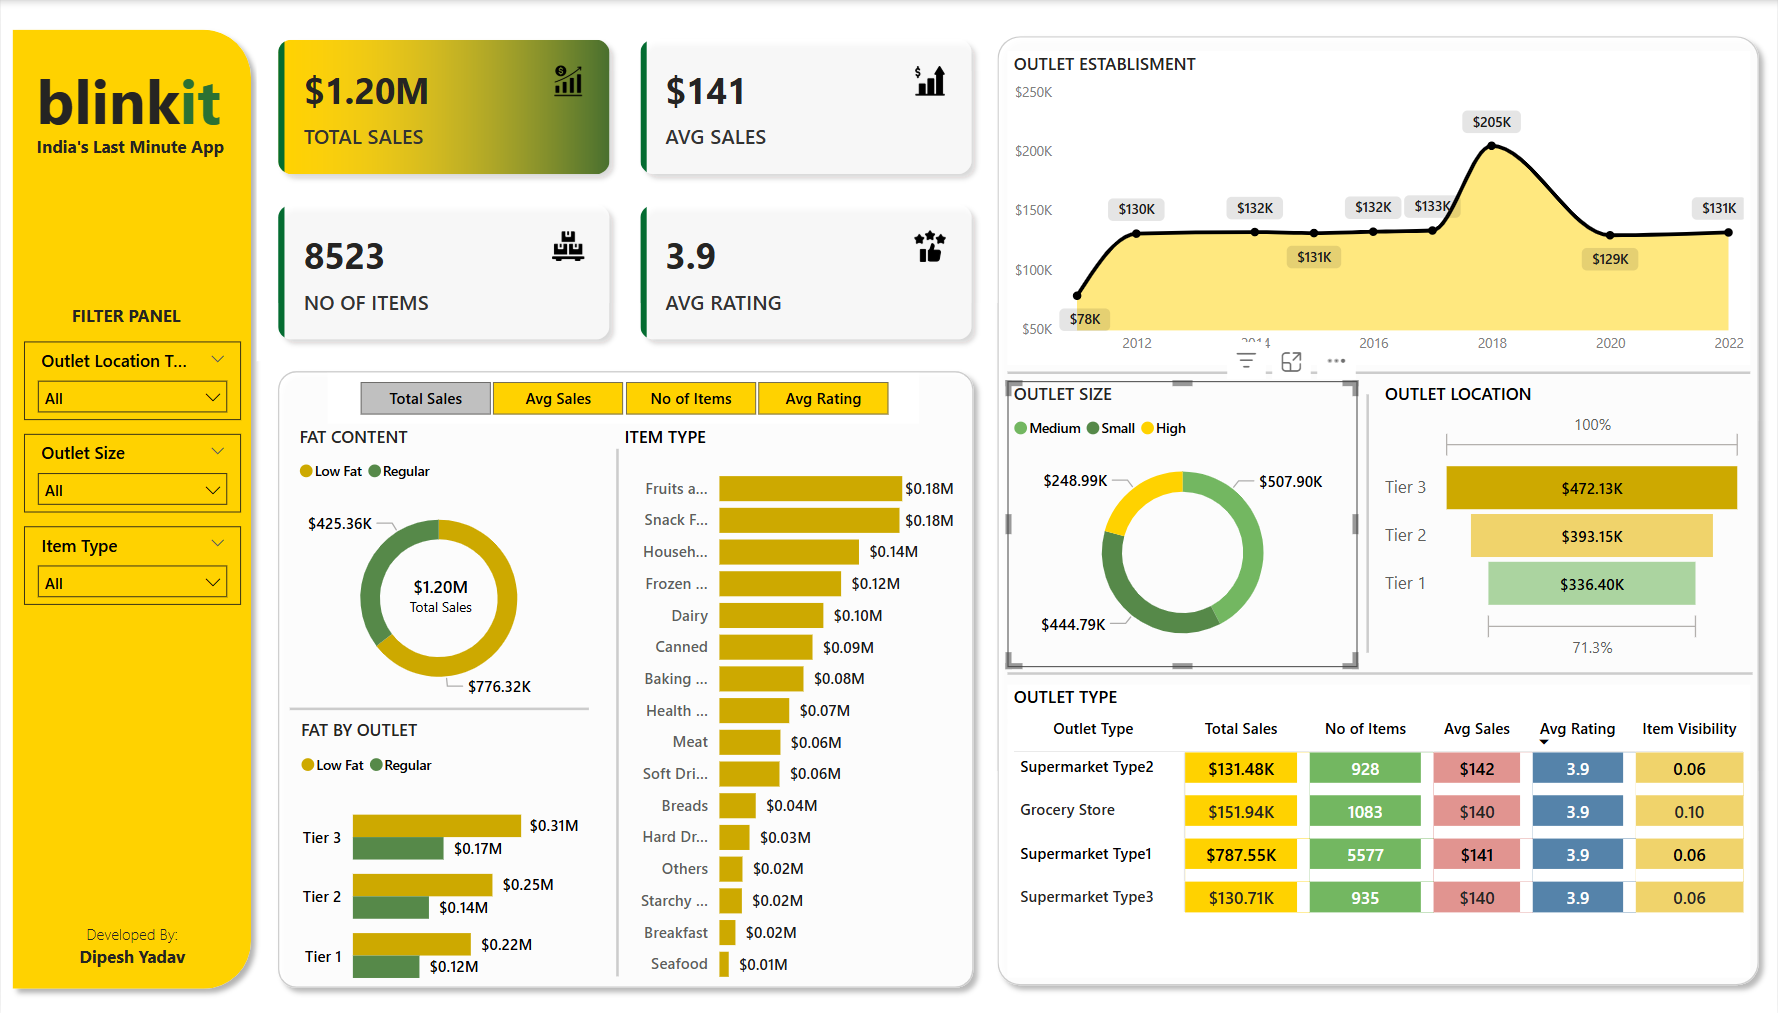 blinkit
India's Last Minute App
FILTER PANEL
Outlet Location T...
All
Outlet Size
All
Item Type
All
Developed By:
Dipesh Yadav
$1.20M
TOTAL SALES
$141
AVG SALES
8523
NO OF ITEMS
3.9
AVG RATING
Total Sales Avg Sales No of Items Avg Rating
FAT CONTENT
Low Fat Regular
$425.36K
$1.20M
Total Sales
$776.32K
FAT BY OUTLET
Low Fat Regular
Tier 3 $0.31M
$0.17M
Tier 2 $0.25M
$0.14M
Tier 1 $0.22M
$0.12M
ITEM TYPE
Fruits a... $0.18M
Snack F... $0.18M
Househ... $0.14M
Frozen ... $0.12M
Dairy $0.10M
Canned $0.09M
Baking ... $0.08M
Health ... $0.07M
Meat $0.06M
Soft Dri... $0.06M
Breads $0.04M
Hard Dr... $0.03M
Others $0.02M
Starchy ... $0.02M
Breakfast $0.02M
Seafood $0.01M
OUTLET ESTABLISMENT
$250K
$200K
$150K
$100K
$50K
$78K
$130K
$132K
$131K
$132K
$133K
$205K
$129K
$131K
2012 2014 2016 2018 2020 2022
OUTLET SIZE
Medium Small High
$248.99K
$507.90K
$444.79K
OUTLET LOCATION
100%
Tier 3 $472.13K
Tier 2 $393.15K
Tier 1 $336.40K
71.3%
OUTLET TYPE
Outlet Type Total Sales No of Items Avg Sales Avg Rating Item Visibility
Supermarket Type2 $131.48K 928 $142 3.9 0.06
Grocery Store $151.94K 1083 $140 3.9 0.10
Supermarket Type1 $787.55K 5577 $141 3.9 0.06
Supermarket Type3 $130.71K 935 $140 3.9 0.06